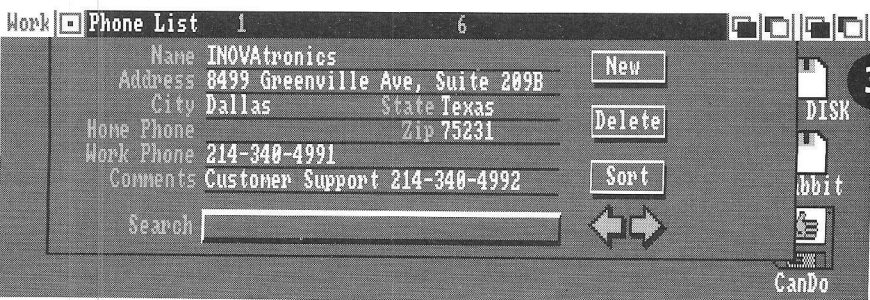 Work Phone List 1 6
Name INOVAtronics
Address 8499 Greenville Ave, Suite 209B
City Dallas State Texas
Home Phone Zip 75231
Work Phone 214-340-4991
Comments Customer Support 214-340-4992
Search
New
Delete
Sort
DISK
bbit
CanDo
3